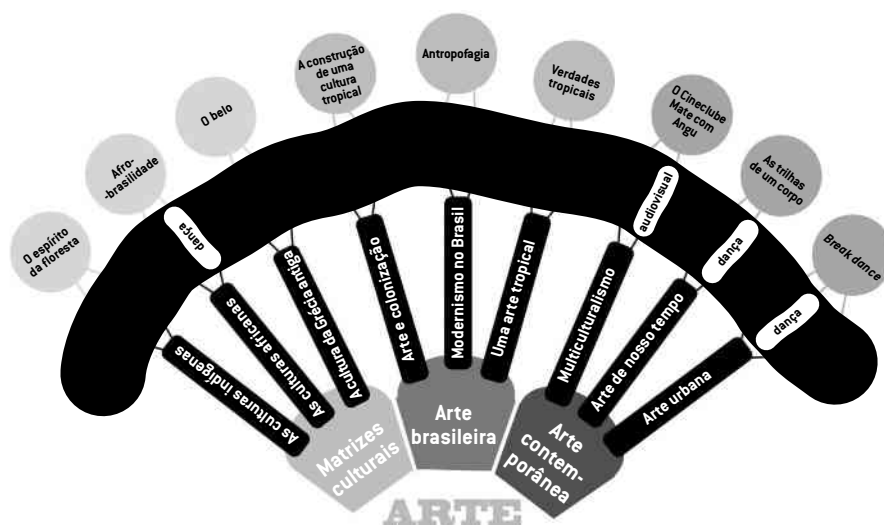 O espírito
da floresta
Afro-
-brasilidade
O belo
A construção
de uma
cultura
tropical
Antropofagia
Verdades
tropicais
O Cineclube
Mate com
Angu
As trilhas
de um corpo
Break dance
dança
audiovisual
dança
dança
As culturas indígenas
As culturas africanas
A cultura da Grécia antiga
Arte e colonização
Modernismo no Brasil
Uma arte tropical
Multiculturalismo
Arte de nosso tempo
Arte urbana
Matrizes
culturais
Arte
brasileira
Arte
contem-
porânea
ARTE